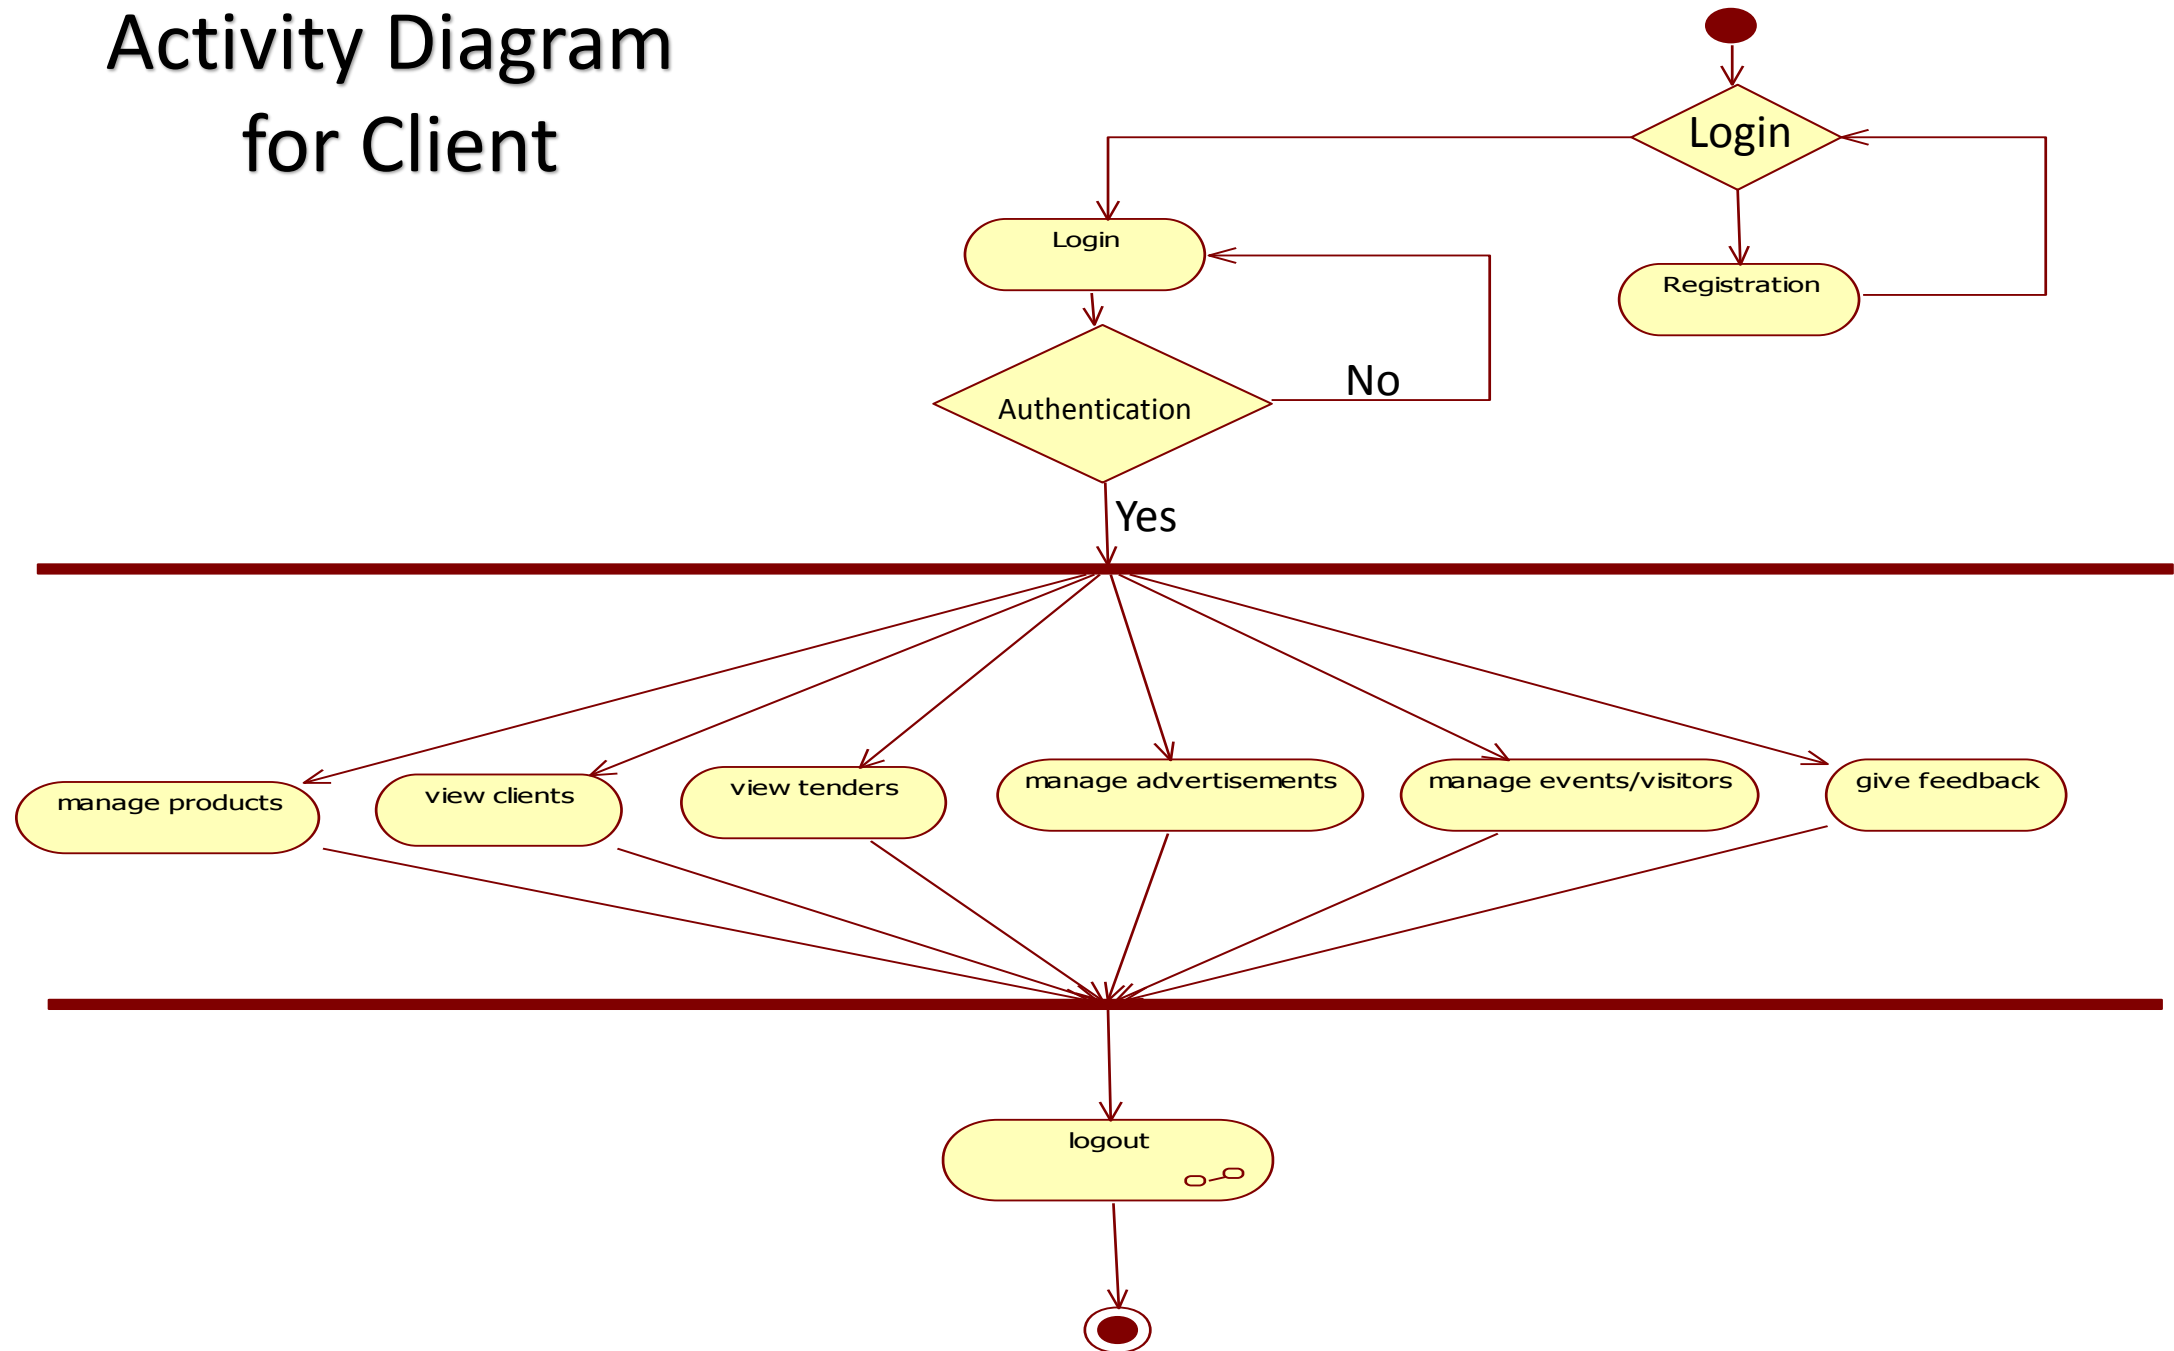 Activity Diagram
for Client
Login
Login
Registration
Authentication
No
Yes
manage products
view clients
view tenders
manage advertisements
manage events/visitors
give feedback
logout